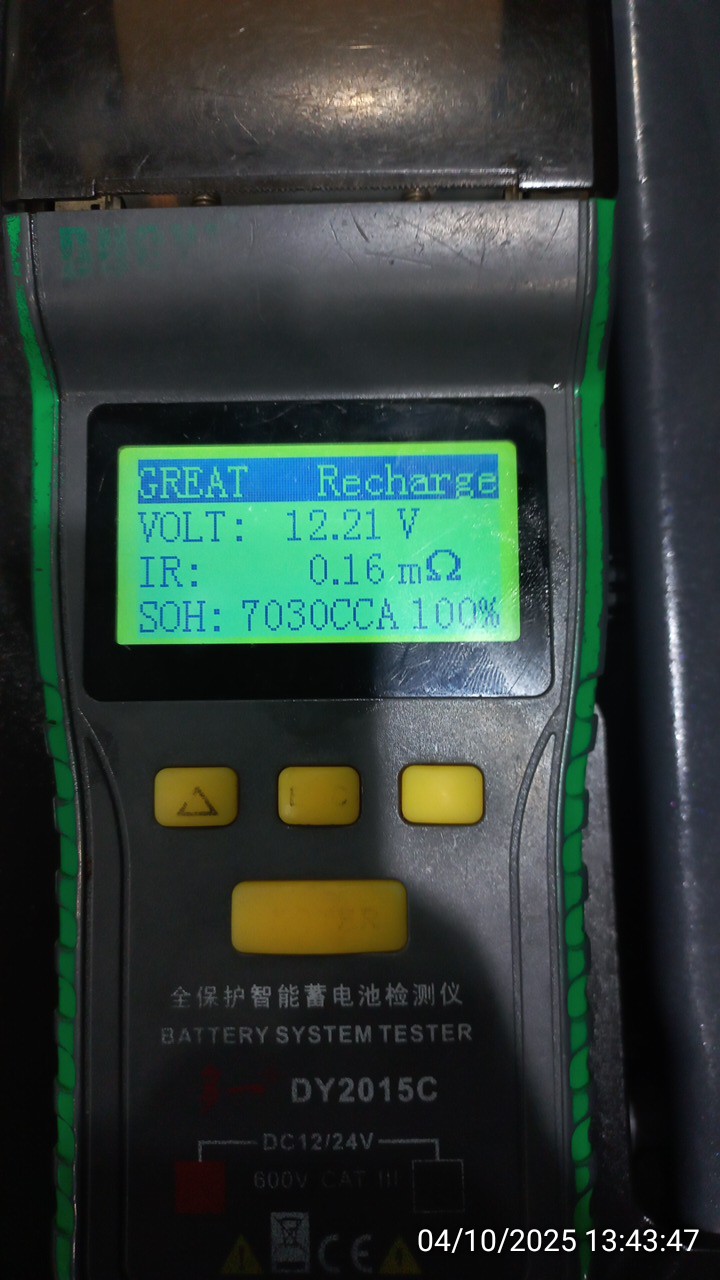 GREAT Recharge
VOLT: 12.21 V
IR: 0.16 mΩ
SOH: 7030CCA 100%
全保护智能蓄电池检测仪
BATTERY SYSTEM TESTER
DY2015C
DC12/24V
600V CAT III
CE
04/10/2025 13:43:47